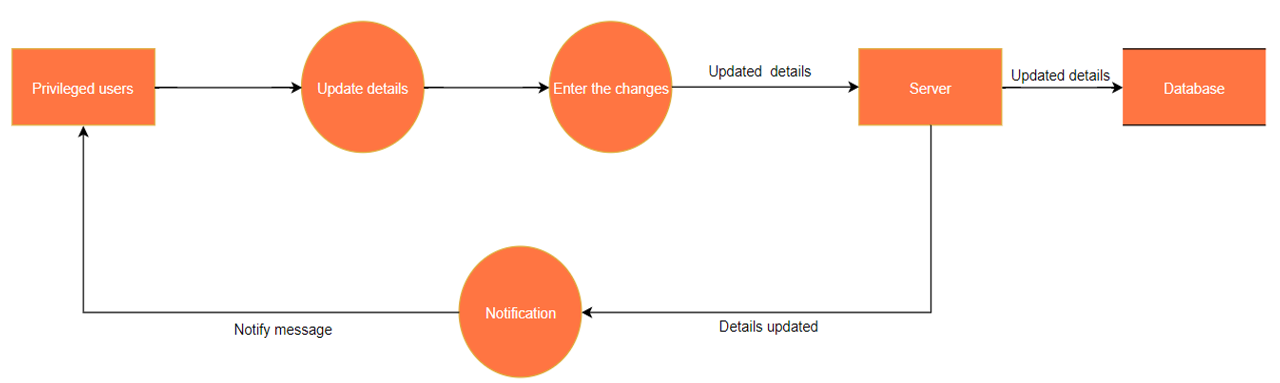 Privileged users
Update details
Enter the changes
Updated details
Server
Updated details
Database
Notification
Notify message
Details updated